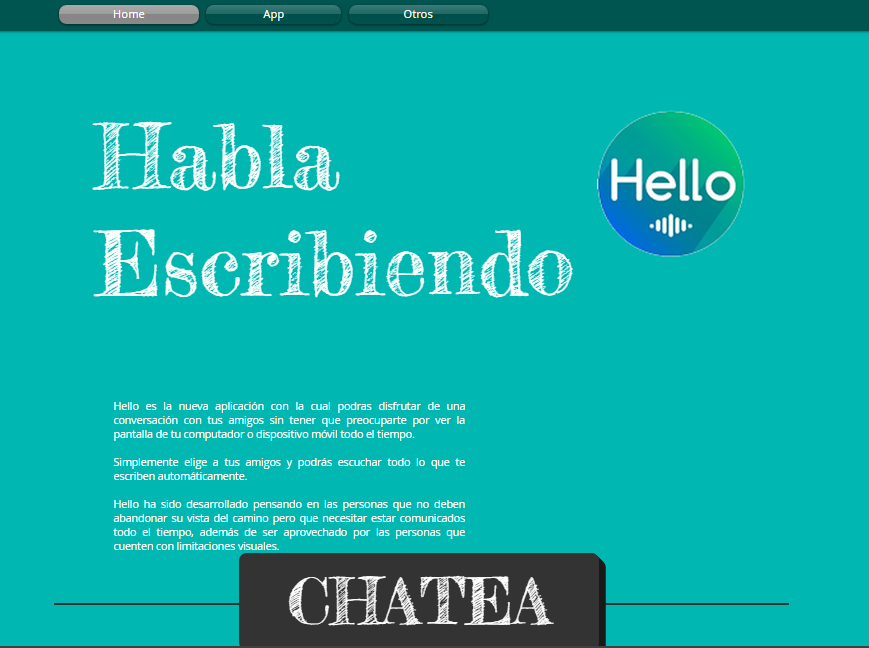 Home App Otros
Habla
Hello
Escribiendo
Hello es la nueva aplicación con la cual podras disfrutar de una
conversación con tus amigos sin tener que preocuparte por ver la
pantalla de tu computador o dispositivo móvil todo el tiempo.
Simplemente elige a tus amigos y podrás escuchar todo lo que te
escriben automáticamente.
Hello ha sido desarrollado pensando en las personas que no deben
abandonar su vista del camino pero que necesitar estar comunicados
todo el tiempo, además de ser aprovechado por las personas que
cuenten con limitaciones visuales.
CHATEA